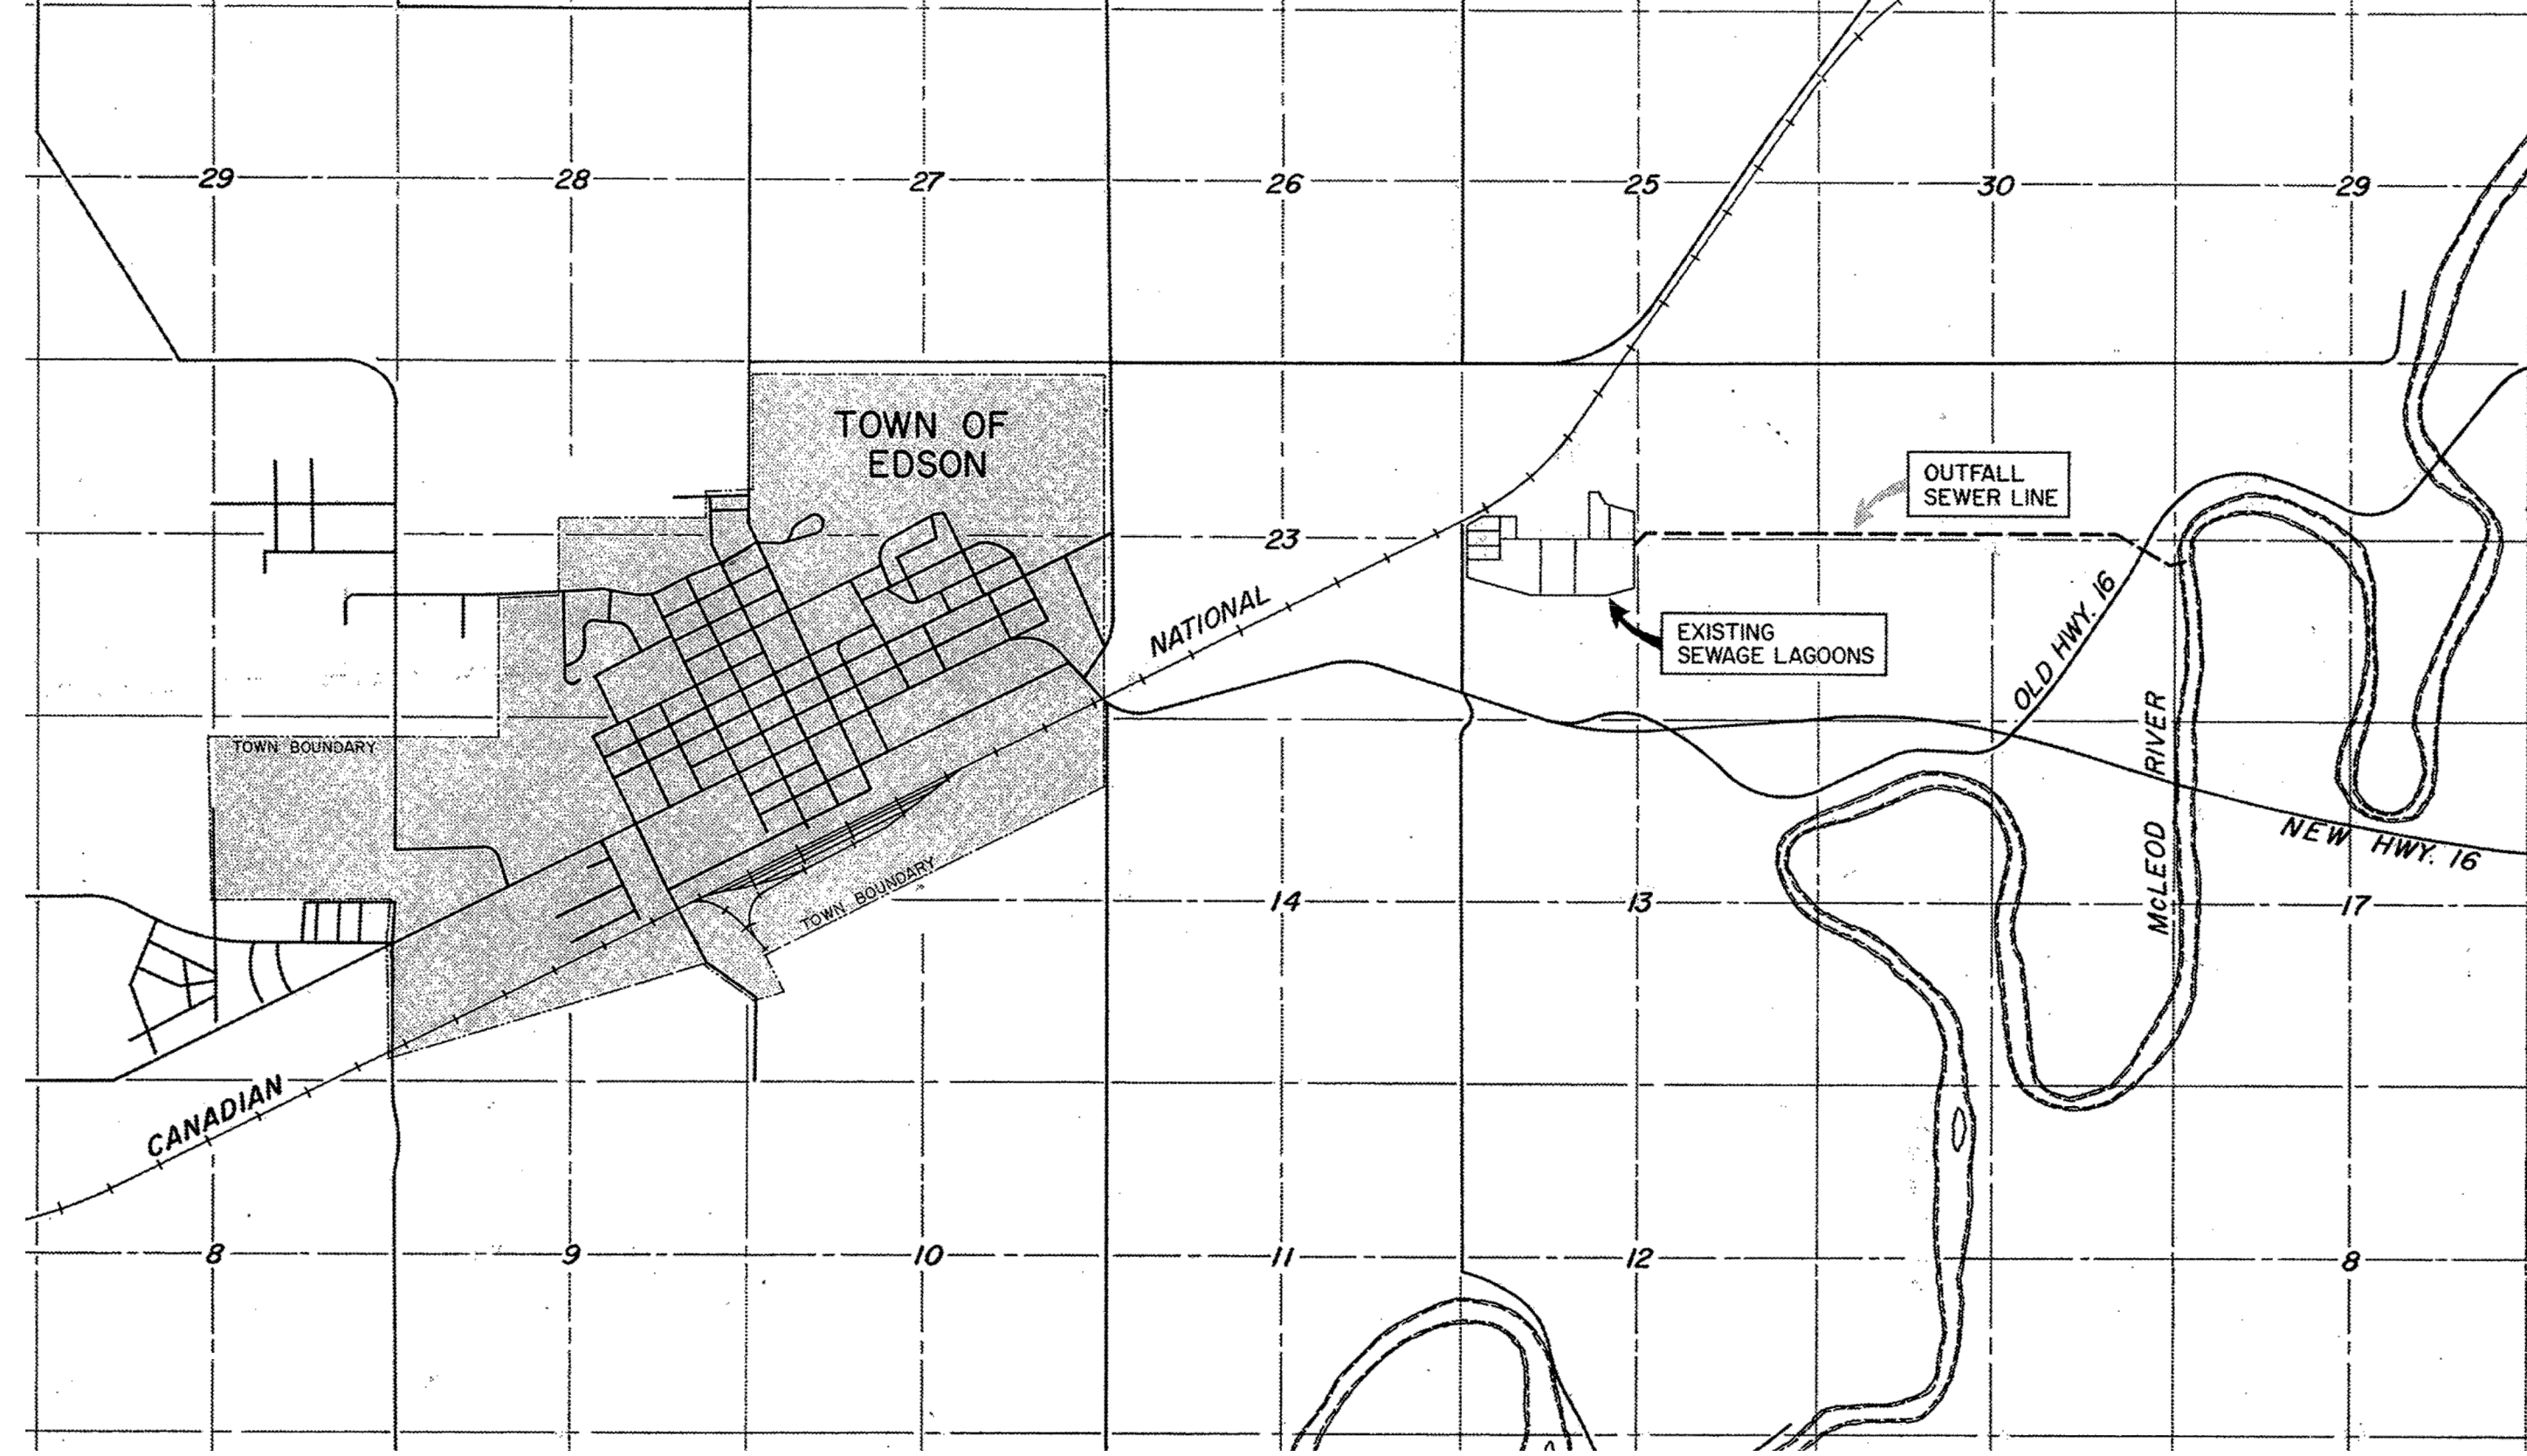 29 28 27 26 25 30 29
TOWN OF
EDSON
OUTFALL
SEWER LINE
23
NATIONAL
EXISTING
SEWAGE LAGOONS
OLD HWY. 16
TOWN BOUNDARY
McLEOD RIVER
NEW HWY. 16
TOWN BOUNDARY
14 13 17
CANADIAN
8 9 10 11 12 8